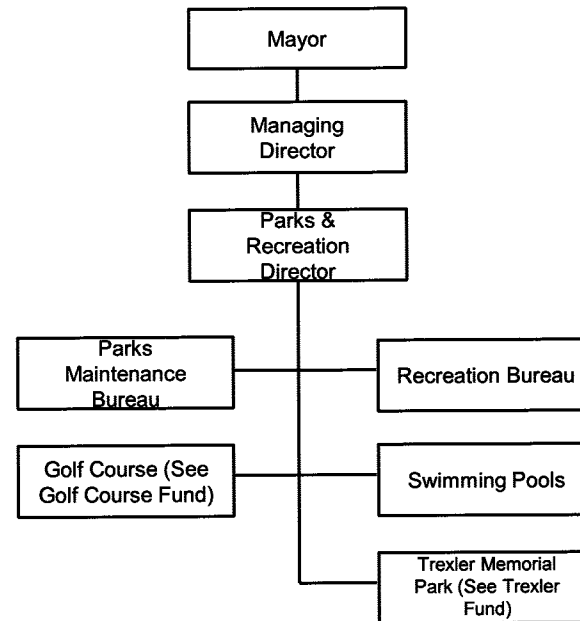 Mayor
Managing
Director
Parks &
Recreation
Director
Parks
Maintenance
Bureau
Recreation Bureau
Golf Course (See
Golf Course Fund)
Swimming Pools
Trexler Memorial
Park (See Trexler
Fund)